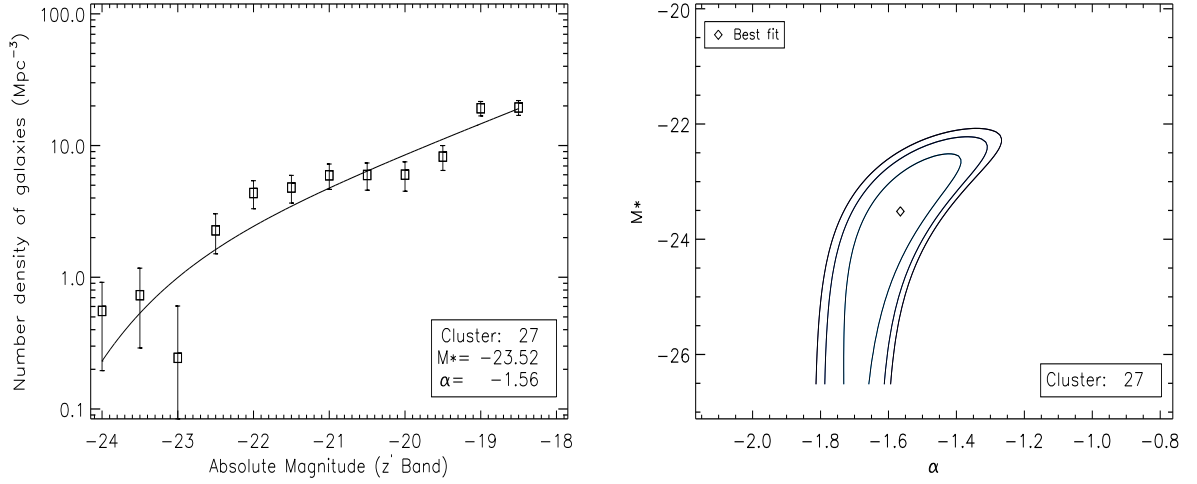 Number density of galaxies (Mpc⁻³)
100.0
10.0
1.0
0.1
Cluster: 27
M*= −23.52
α= −1.56
−24 −23 −22 −21 −20 −19 −18
Absolute Magnitude (z' Band)
M*
−20
−22
−24
−26
Best fit
Cluster: 27
−2.0 −1.8 −1.6 −1.4 −1.2 −1.0 −0.8
α